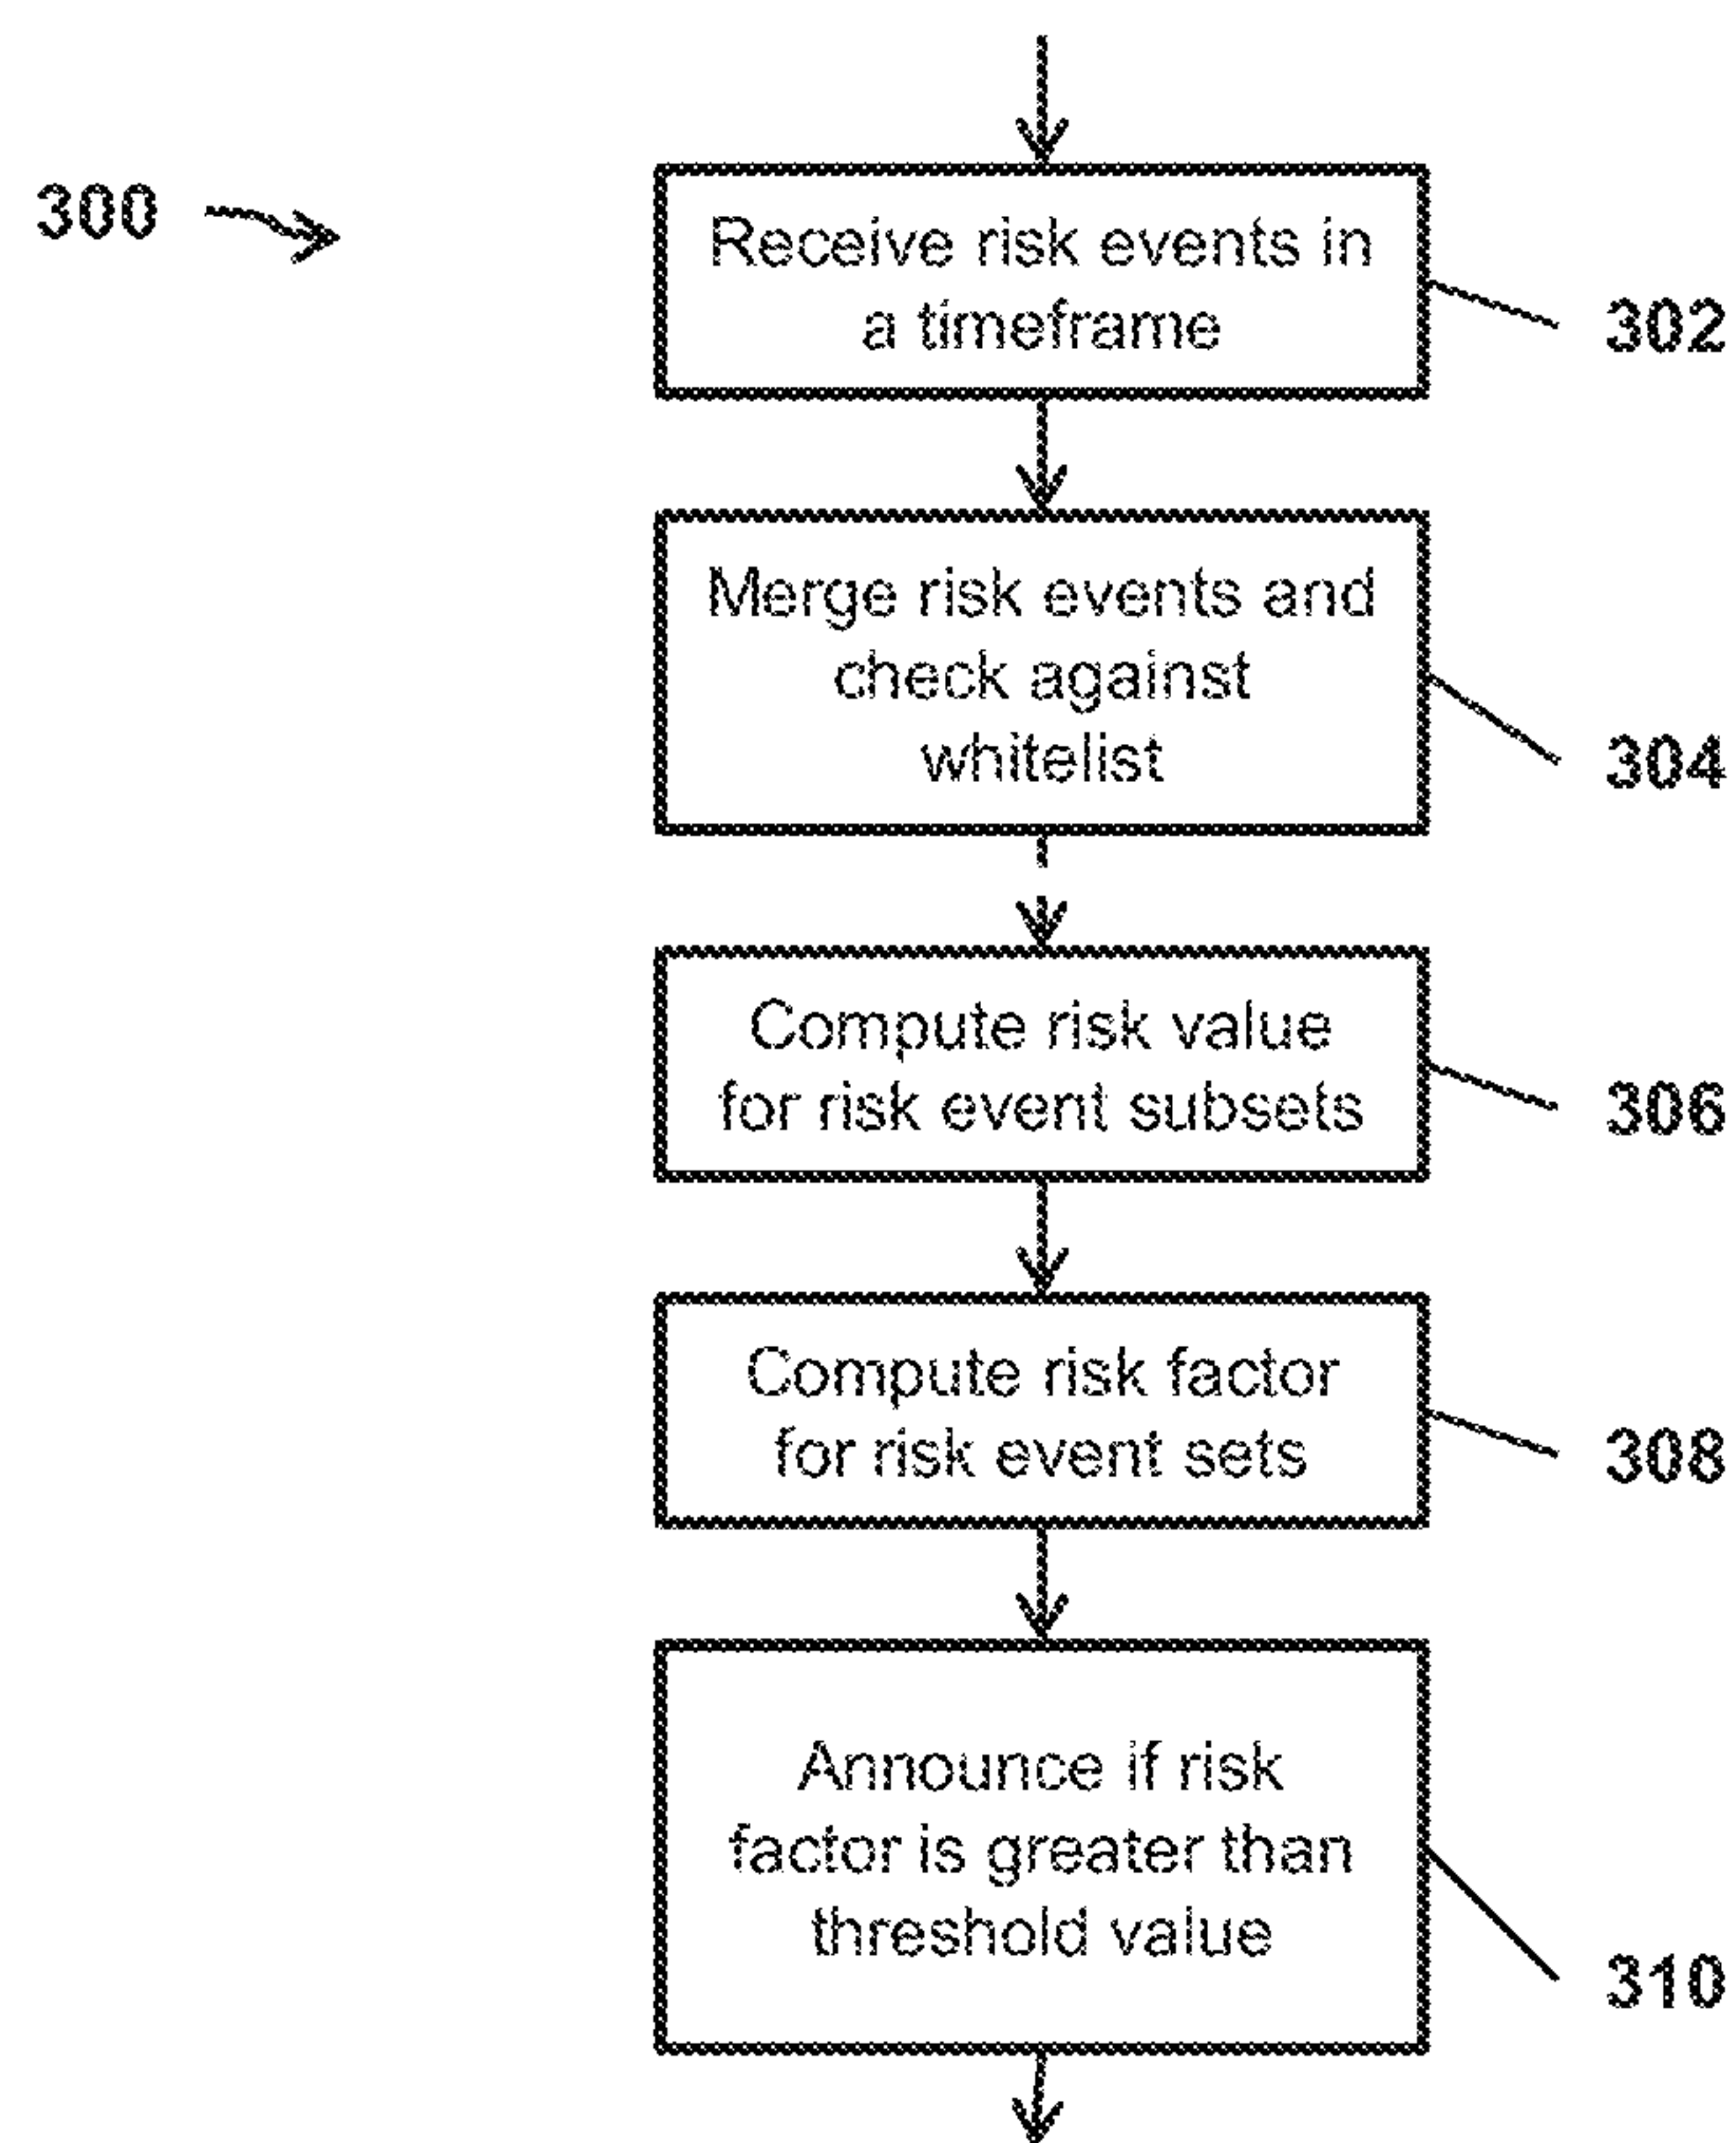 300
Receive risk events in
a timeframe
302
Merge risk events and
check against
whitelist
304
Compute risk value
for risk event subsets
306
Compute risk factor
for risk event sets
308
Announce if risk
factor is greater than
threshold value
310